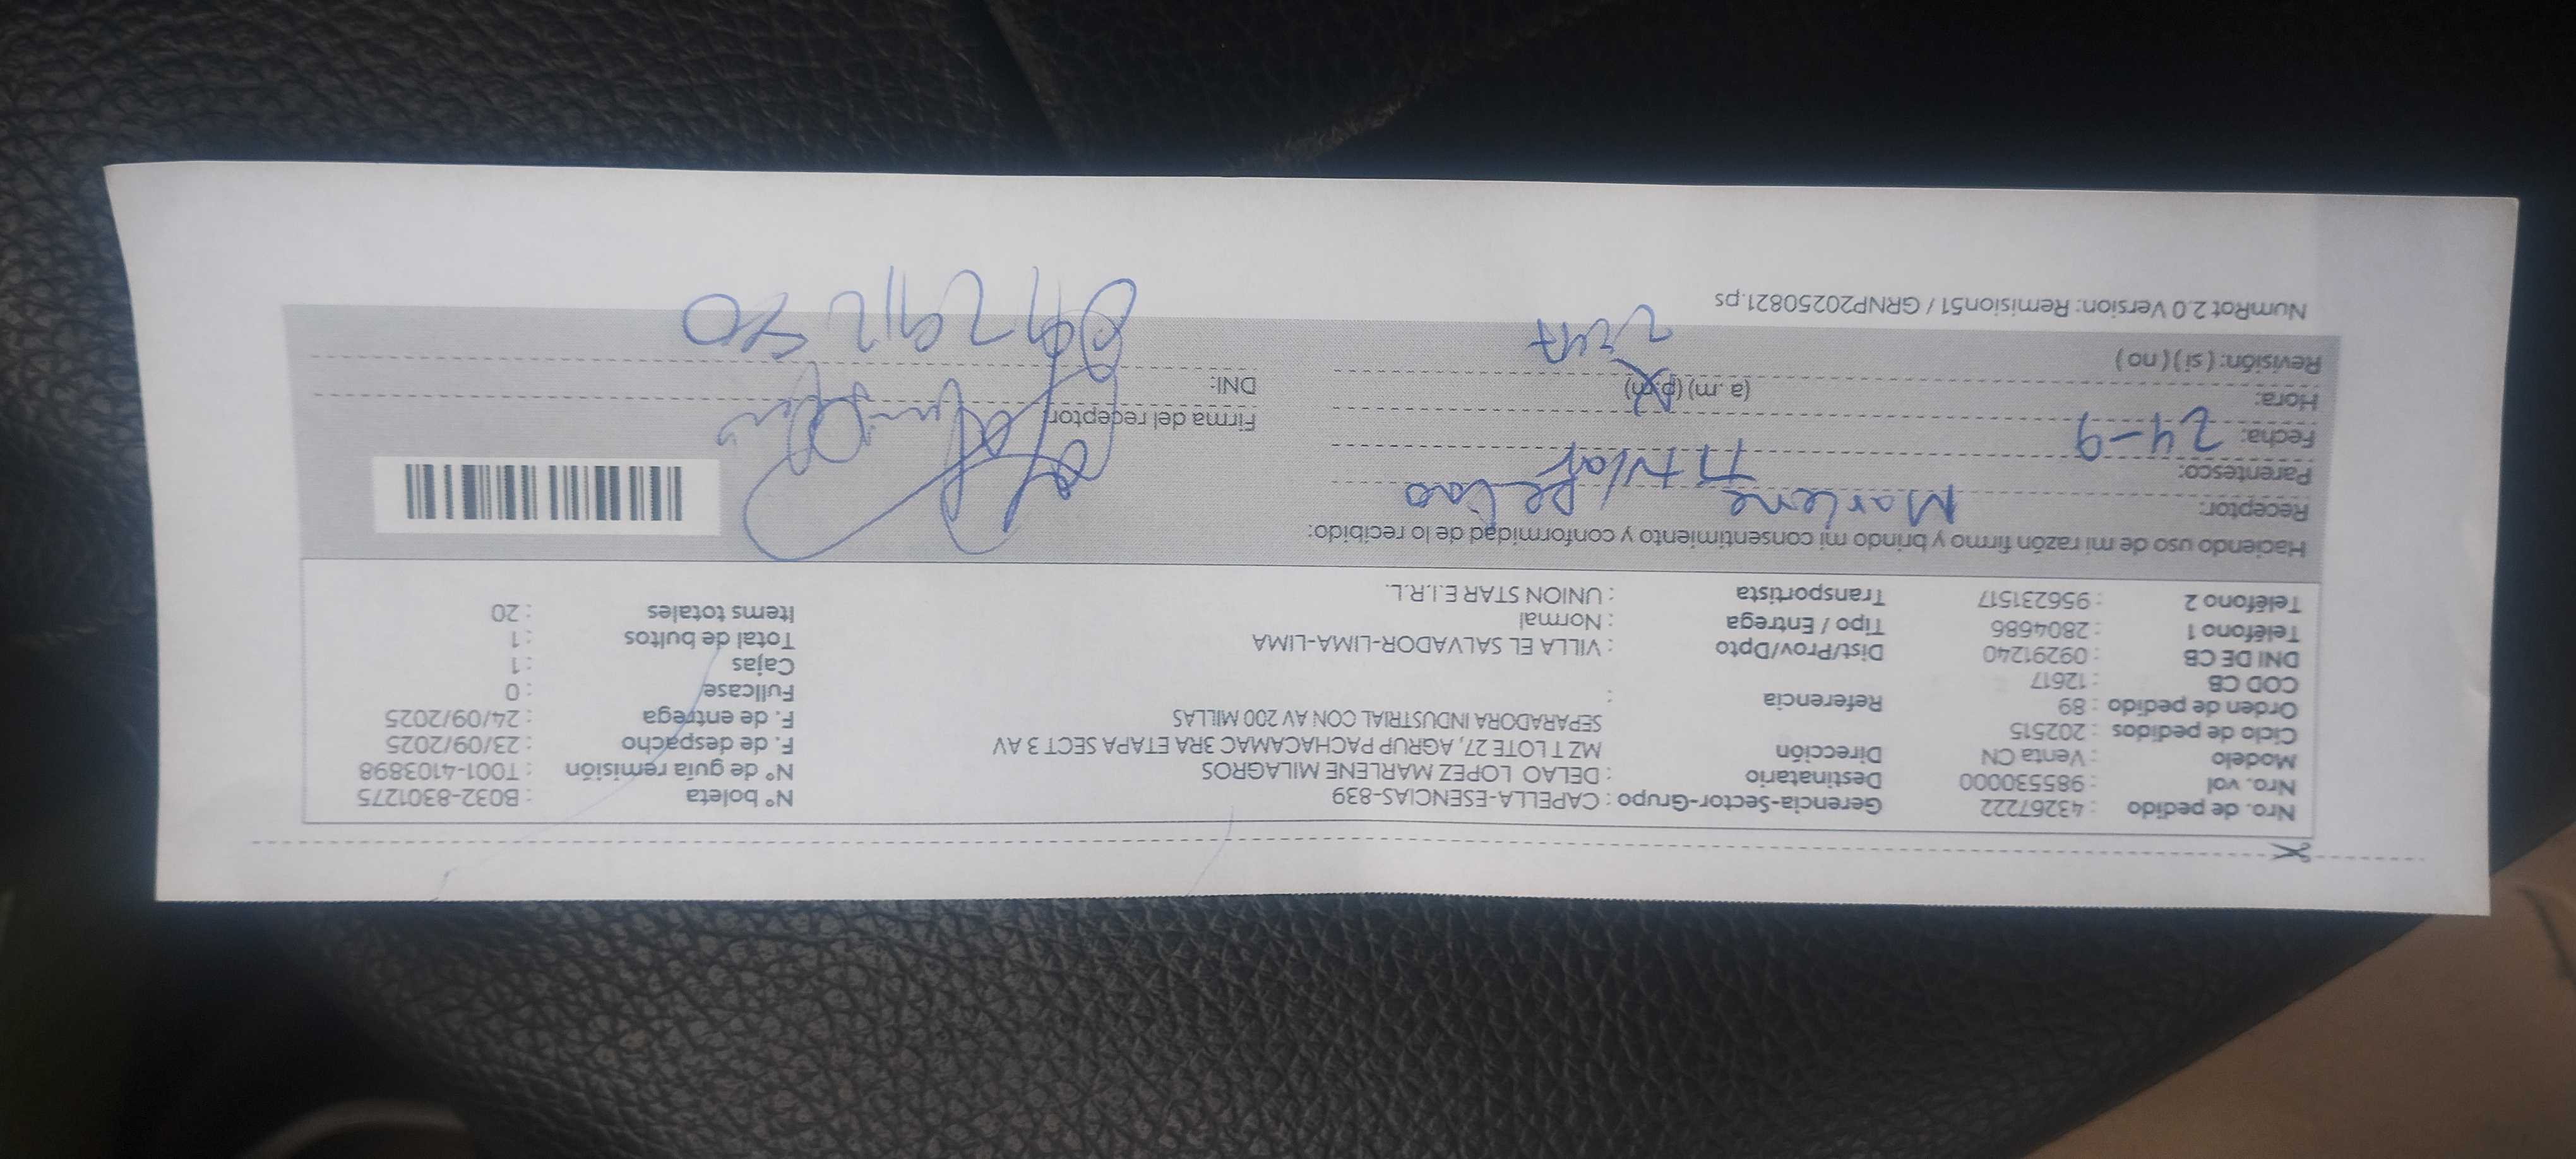 Nro. de pedido : 43267222 Gerencia-Sector-Grupo : CAPELLA-ESENCIAS-839 N° boleta : B032-8301275
Nro. vol : 985530000 Destinatario : DELAO LOPEZ MARLENE MILAGROS N° de guía remisión : T001-4103898
Modelo : Venta CN Dirección MZ T LOTE 27, AGRUP PACHACAMAC 3RA ETAPA SECT 3 AV F. de despacho : 23/09/2025
Ciclo de pedidos : 202515 SEPARADORA INDUSTRIAL CON AV 200 MILLAS F. de entrega : 24/09/2025
Orden de pedido : 89 Referencia : Fullcase : 0
COD CB : 12617 Cajas : 1
DNI DE CB : 09291240 Dist/Prov/Dpto : VILLA EL SALVADOR-LIMA-LIMA Total de bultos : 1
Teléfono 1 : 2804686 Tipo / Entrega : Normal Items totales : 20
Teléfono 2 : 956231517 Transportista : UNION STAR E.I.R.L.
Haciendo uso de mi razón firmo y brindo mi consentimiento y conformidad de lo recibido:
Receptor: Marlene
Parentesco: Titular
Fecha: 24-9 Firma del receptor
Hora: (a .m) (p.m) DNI:
Revisión: ( si ) ( no )
NumRot 2.0 Version: Remision51 / GRNP20250821.ps